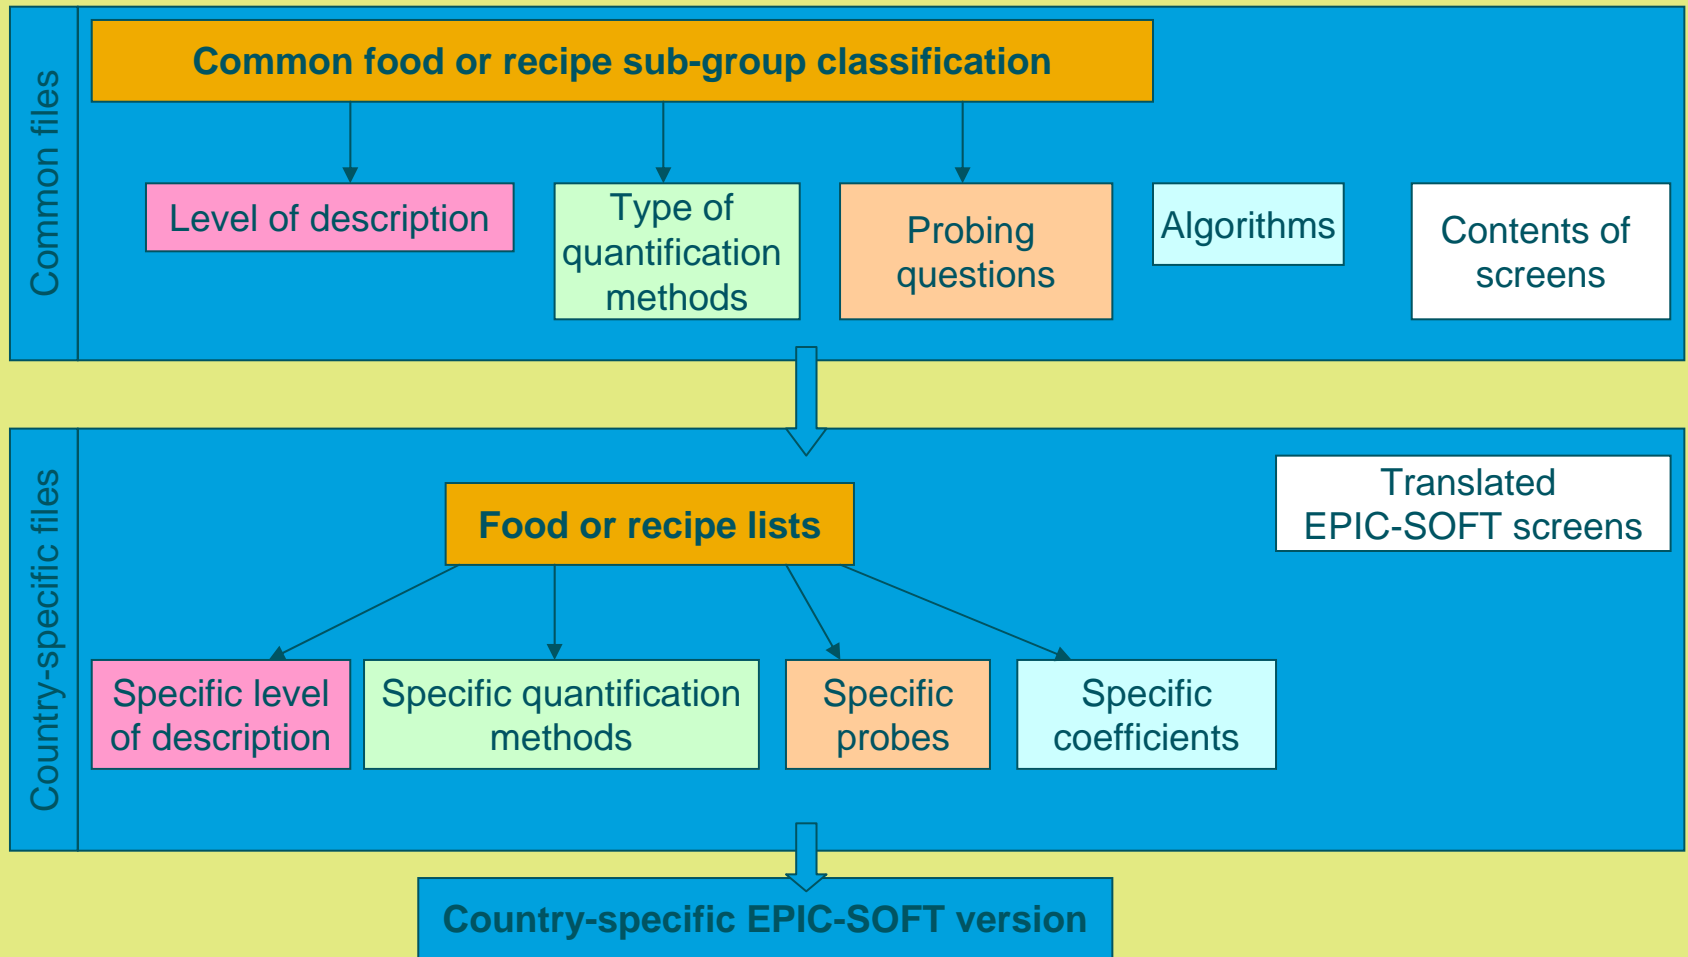 Common files
Common food or recipe sub-group classification
Level of description
Type of
quantification
methods
Probing
questions
Algorithms
Contents of
screens
Country-specific files
Food or recipe lists
Translated
EPIC-SOFT screens
Specific level
of description
Specific quantification
methods
Specific
probes
Specific
coefficients
Country-specific EPIC-SOFT version